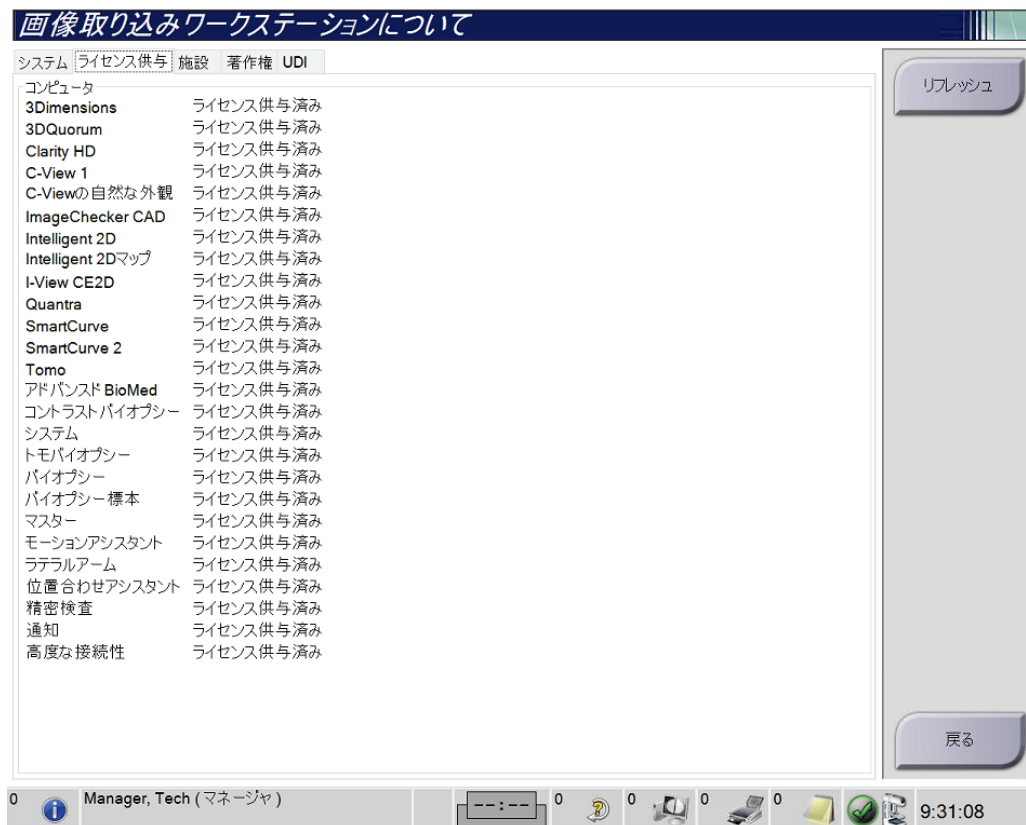 画像取り込みワークステーションについて
システム ライセンス供与 施設 著作権 UDI
コンピュータ
3Dimensions ライセンス供与済み
3DQuorum ライセンス供与済み
Clarity HD ライセンス供与済み
C-View 1 ライセンス供与済み
C-Viewの自然な外観 ライセンス供与済み
ImageChecker CAD ライセンス供与済み
Intelligent 2D ライセンス供与済み
Intelligent 2Dマップ ライセンス供与済み
I-View CE2D ライセンス供与済み
Quantra ライセンス供与済み
SmartCurve ライセンス供与済み
SmartCurve 2 ライセンス供与済み
Tomo ライセンス供与済み
アドバンスド BioMed ライセンス供与済み
コントラストバイオプシー ライセンス供与済み
システム ライセンス供与済み
トモバイオプシー ライセンス供与済み
バイオプシー ライセンス供与済み
バイオプシー標本 ライセンス供与済み
マスター ライセンス供与済み
モーションアシスタント ライセンス供与済み
ラテラルアーム ライセンス供与済み
位置合わせアシスタント ライセンス供与済み
精密検査 ライセンス供与済み
通知 ライセンス供与済み
高度な接続性 ライセンス供与済み
リフレッシュ
戻る
0 Manager, Tech (マネージャ) --:-- 0 0 0 0 9:31:08